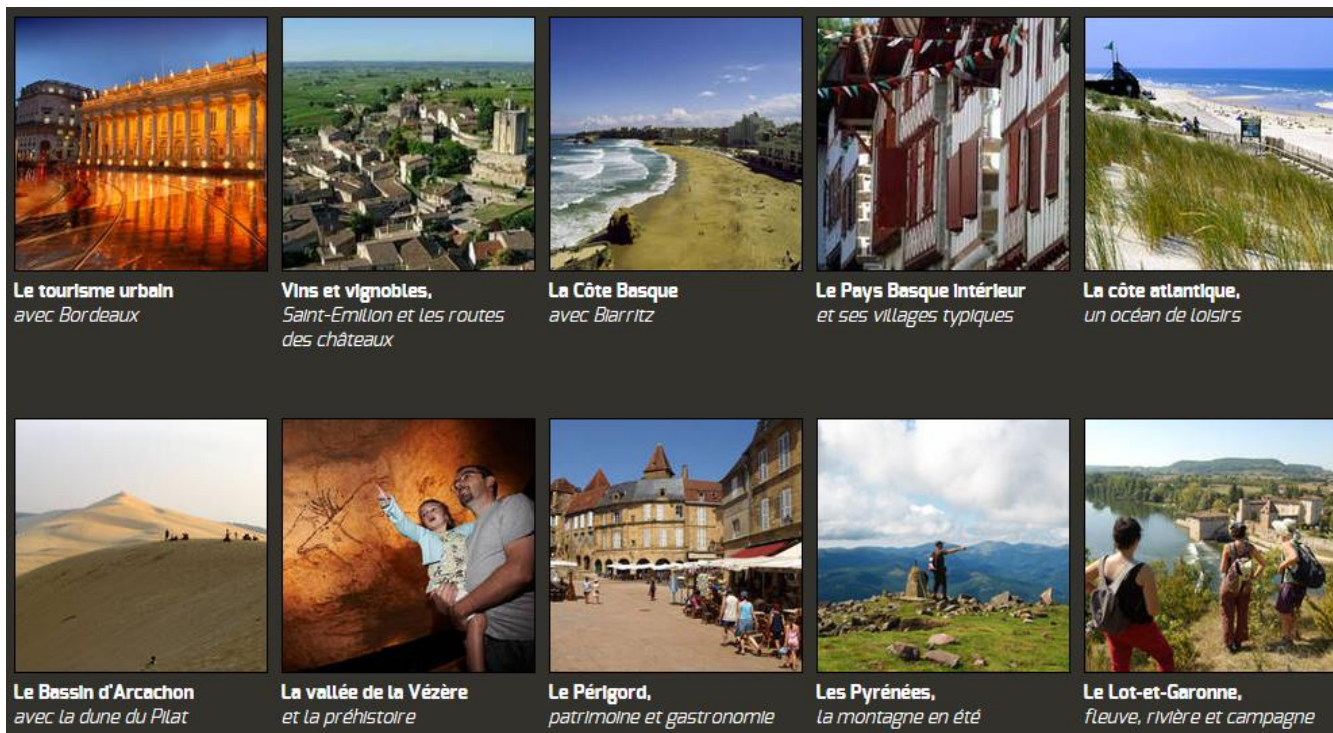 Le tourisme urbain
avec Bordeaux
Vins et vignobles,
Saint-Emilion et les routes
des châteaux
La Côte Basque
avec Biarritz
Le Pays Basque intérieur
et ses villages typiques
La côte atlantique,
un océan de loisirs
Le Bassin d'Arcachon
avec la dune du Pilat
La vallée de la Vézère
et la préhistoire
Le Périgord,
patrimoine et gastronomie
Les Pyrénées,
la montagne en été
Le Lot-et-Garonne,
fleuve, rivière et campagne